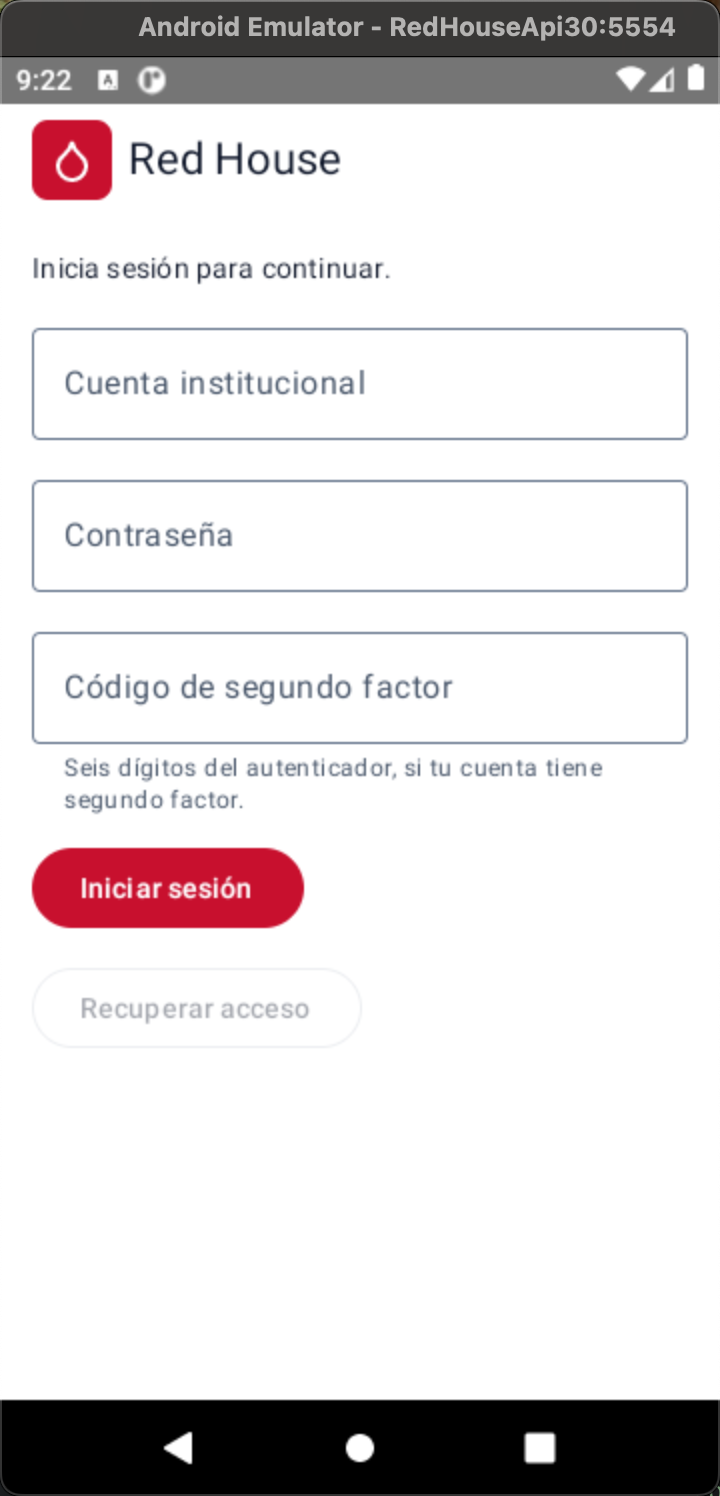 Android Emulator - RedHouseApi30:5554
9:22
A
Red House
Inicia sesión para continuar.
Cuenta institucional
Contraseña
Código de segundo factor
Seis dígitos del autenticador, si tu cuenta tiene
segundo factor.
Iniciar sesión
Recuperar acceso